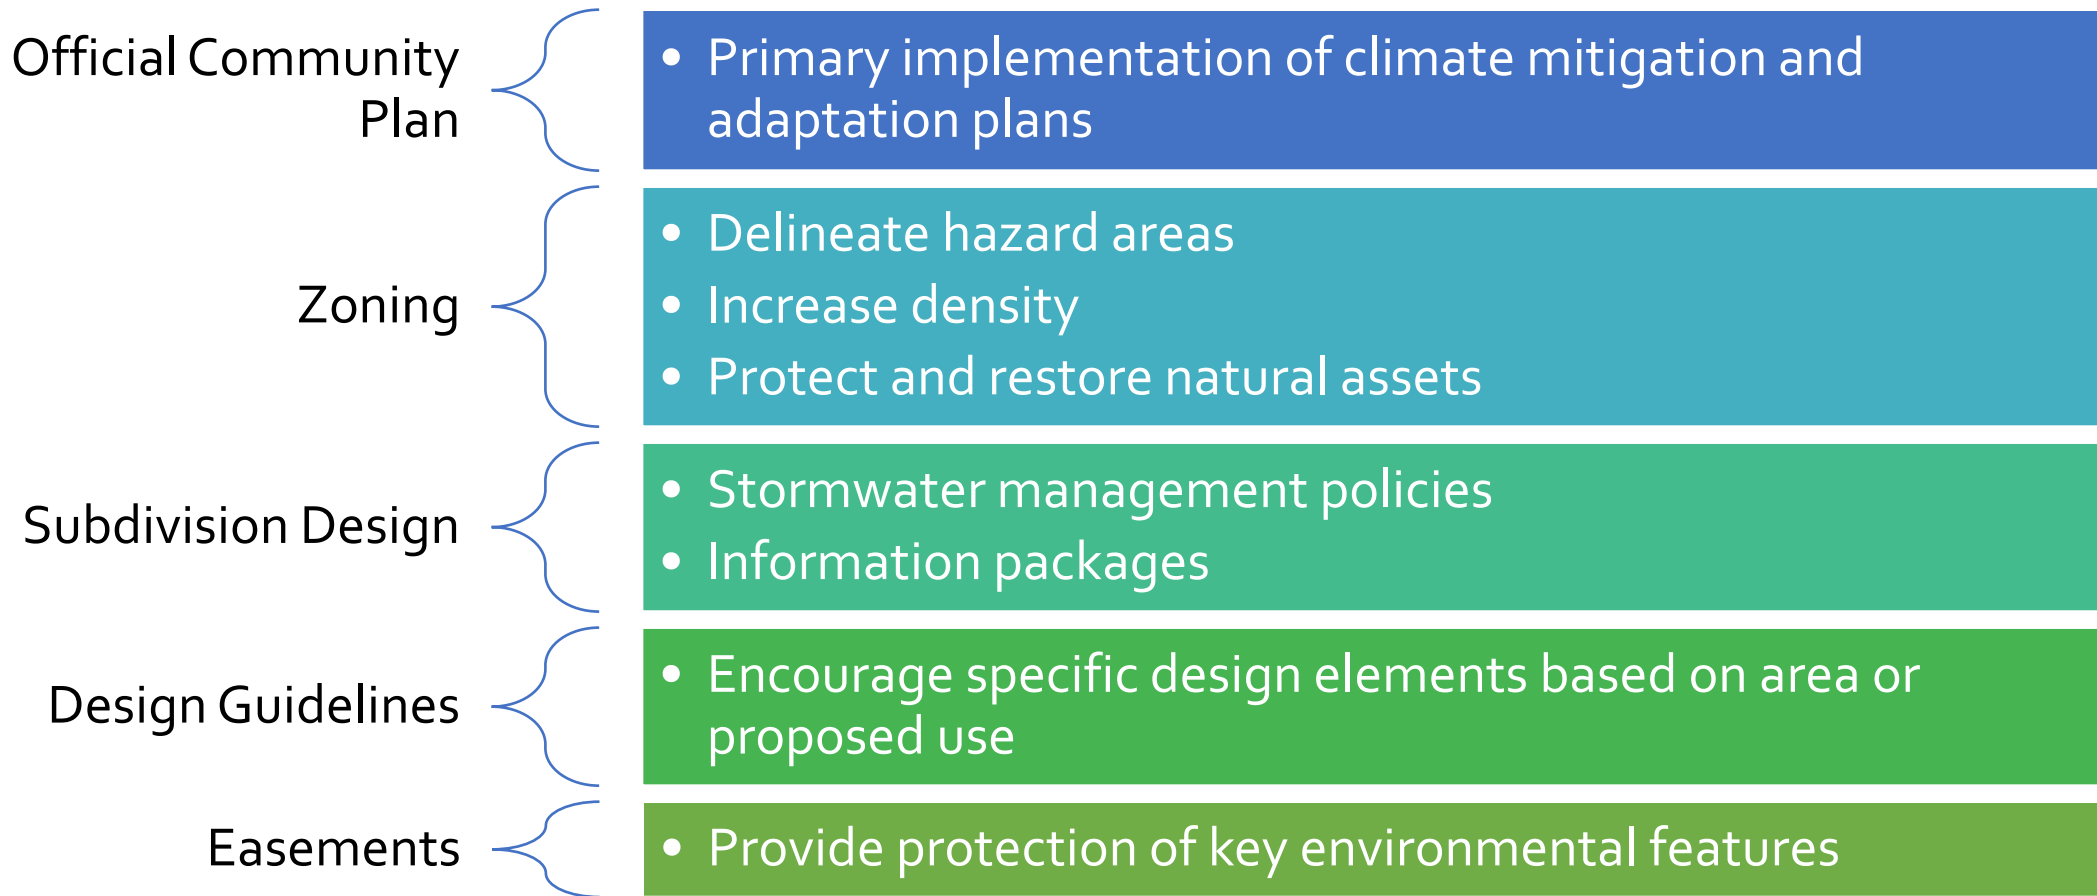 Official Community
Plan
• Primary implementation of climate mitigation and
adaptation plans
Zoning
• Delineate hazard areas
• Increase density
• Protect and restore natural assets
Subdivision Design
• Stormwater management policies
• Information packages
Design Guidelines
• Encourage specific design elements based on area or
proposed use
Easements
• Provide protection of key environmental features